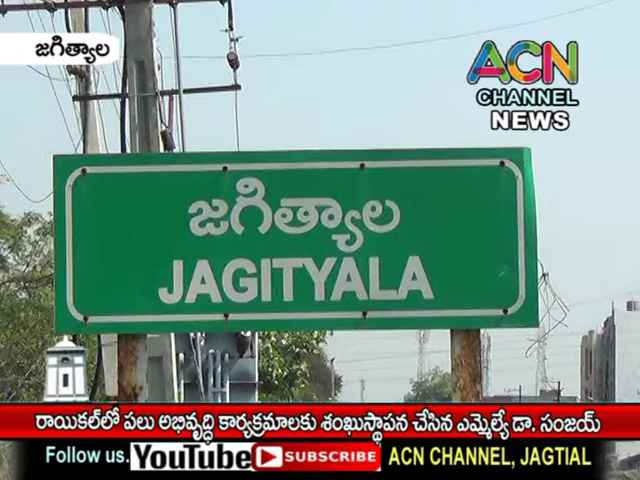 జగిత్యాల
ACN
CHANNEL
NEWS
జగిత్యాల
JAGITYALA
రాయికల్‌లో పలు అభివృద్ధి కార్యక్రమాలకు శంఖుస్థాపన చేసిన ఎమ్మెల్యే డా. సంజయ్
Follow us. YouTube SUBSCRIBE ACN CHANNEL, JAGTIAL